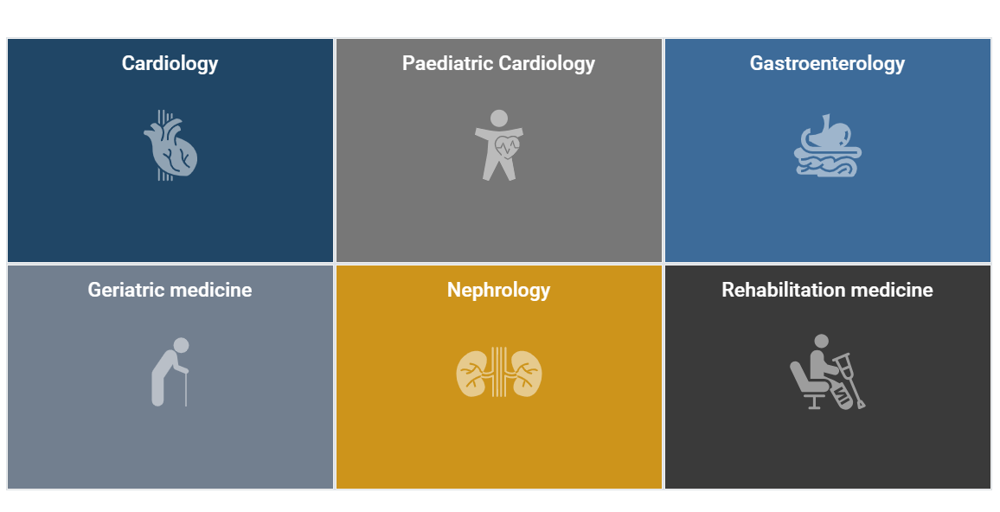 Cardiology
Paediatric Cardiology
Gastroenterology
Geriatric medicine
Nephrology
Rehabilitation medicine